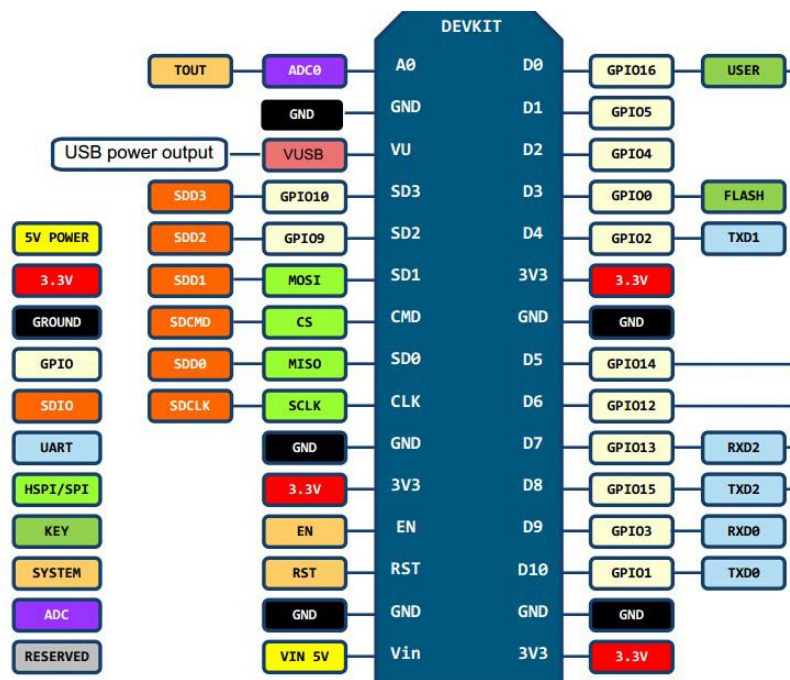 DEVKIT
TOUT ADC0 A0 D0 GPIO16 USER
GND GND D1 GPIO5
USB power output VUSB VU D2 GPIO4
SDD3 GPIO10 SD3 D3 GPIO0 FLASH
5V POWER SDD2 GPIO9 SD2 D4 GPIO2 TXD1
3.3V SDD1 MOSI SD1 3V3 3.3V
GROUND SDCMD CS CMD GND GND
GPIO SDD0 MISO SD0 D5 GPIO14
SDIO SDCLK SCLK CLK D6 GPIO12
UART GND GND D7 GPIO13 RXD2
HSPI/SPI 3.3V 3V3 D8 GPIO15 TXD2
KEY EN EN D9 GPIO3 RXD0
SYSTEM RST RST D10 GPIO1 TXD0
ADC GND GND GND GND
RESERVED VIN 5V Vin 3V3 3.3V